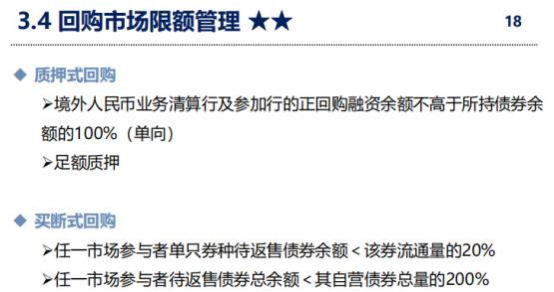 3.4 回购市场限额管理 ★★
18
◆ 质押式回购
➢境外人民币业务清算行及参加行的正回购融资余额不高于所持债券余
额的100%（单向）
➢足额质押
◆ 买断式回购
➢任一市场参与者单只券种待返售债券余额＜该券流通量的20%
➢任一市场参与者待返售债券总余额＜其自营债券总量的200%